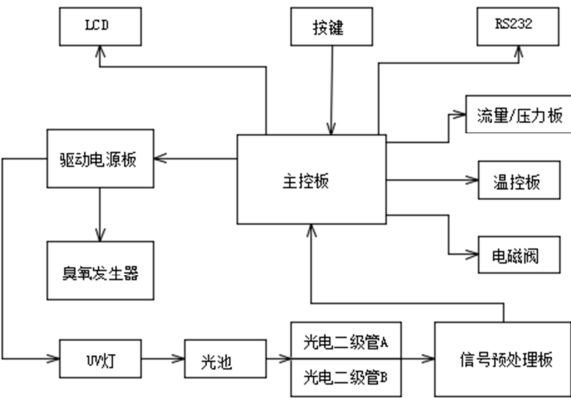 LCD
按键
RS232
流量/压力板
驱动电源板
主控板
温控板
臭氧发生器
电磁阀
UV灯
光池
光电二级管A
光电二级管B
信号预处理板